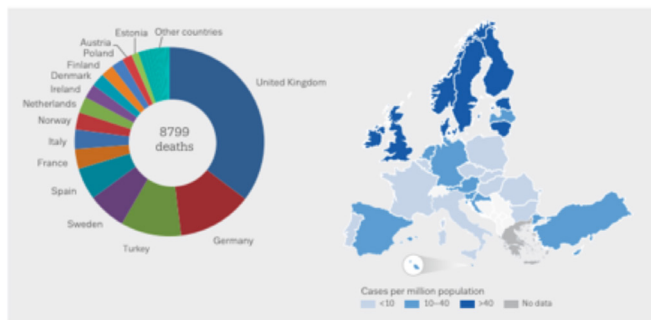 Estonia
Other countries
Austria
Poland
Finland
Denmark
Ireland
Netherlands
Norway
Italy
France
Spain
Sweden
Turkey
Germany
United Kingdom
8799
deaths
Cases per million population
<10
10–40
>40
No data